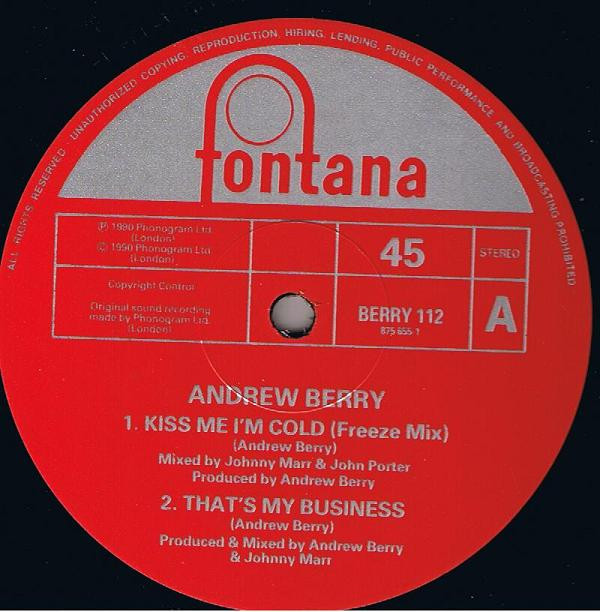 ALL RIGHTS RESERVED · UNAUTHORIZED COPYING, REPRODUCTION, HIRING, LENDING, PUBLIC PERFORMANCE AND BROADCASTING PROHIBITED
fontana
℗ 1990 Phonogram Ltd.
(London)
© 1990 Phonogram Ltd.
(London)
45
STEREO
Copyright Control
Original sound recording
made by Phonogram Ltd.
(London)
BERRY 112
875 655-1
A
ANDREW BERRY
1. KISS ME I'M COLD (Freeze Mix)
(Andrew Berry)
Mixed by Johnny Marr & John Porter
Produced by Andrew Berry
2. THAT'S MY BUSINESS
(Andrew Berry)
Produced & Mixed by Andrew Berry
& Johnny Marr